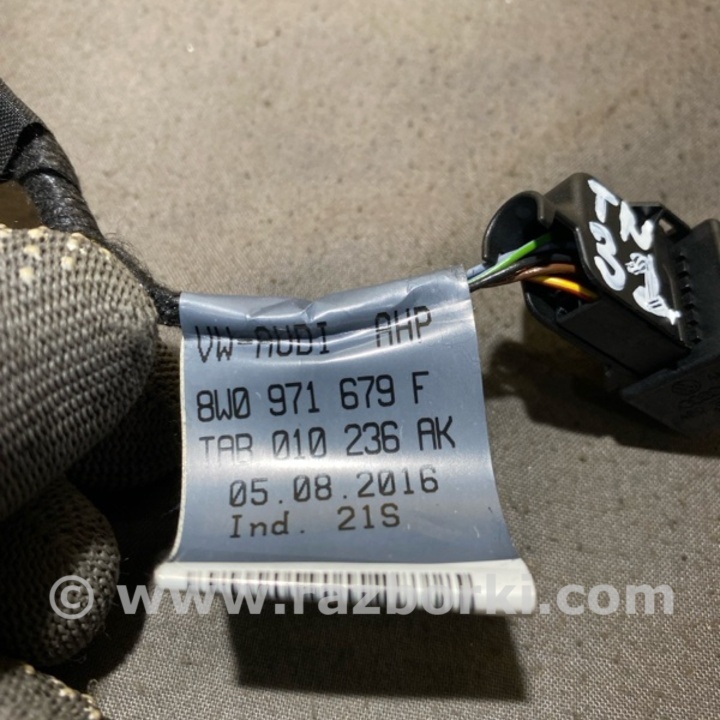 VW-AUDI AHP
8W0 971 679 F
TAB 010 236 AK
05.08.2016
Ind. 21S
© www.razborki.com